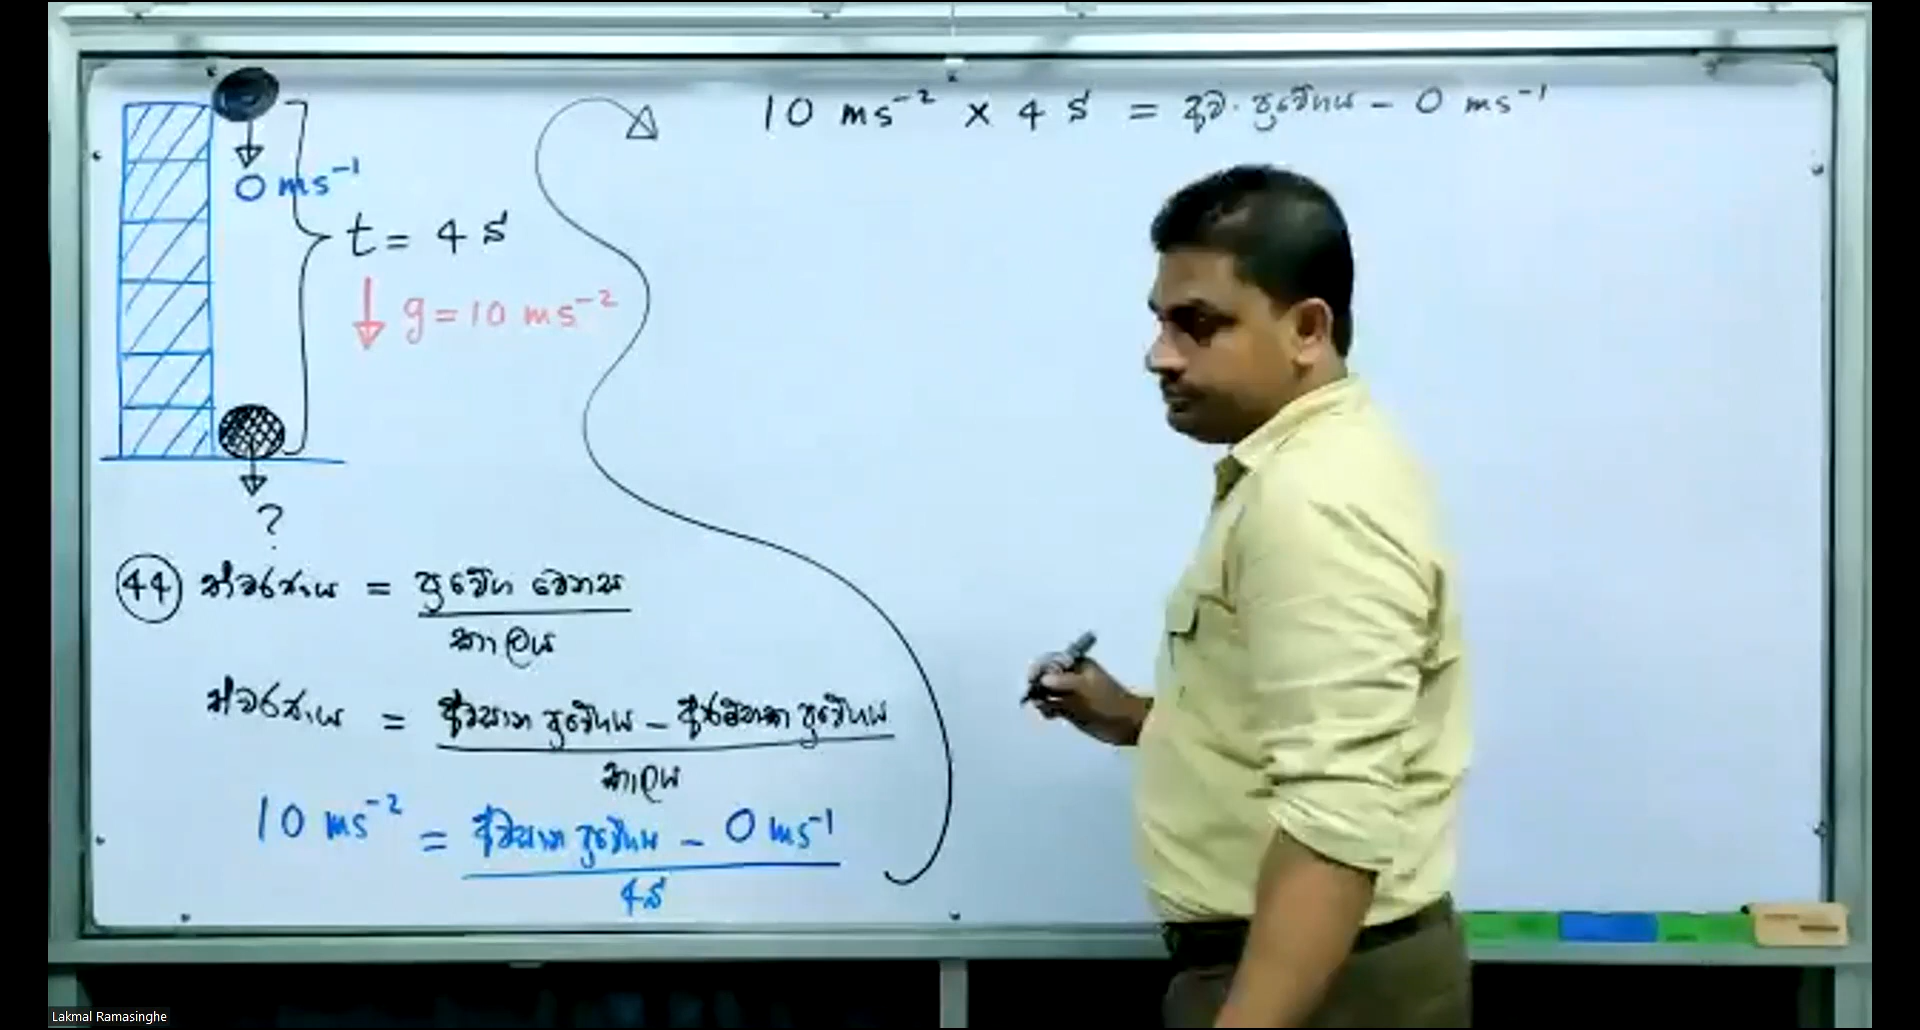 0 ms⁻¹
t = 4 s
g = 10 ms⁻²
?
(44) ත්වරණය = ප්‍රවේග වෙනස
කාලය
ත්වරණය = අවසාන ප්‍රවේගය – ආරම්භක ප්‍රවේගය
කාලය
10 ms⁻² = අවසාන ප්‍රවේගය – 0 ms⁻¹
4 s
10 ms⁻² × 4 s = අව. ප්‍රවේගය – 0 ms⁻¹
Lakmal Ramasinghe